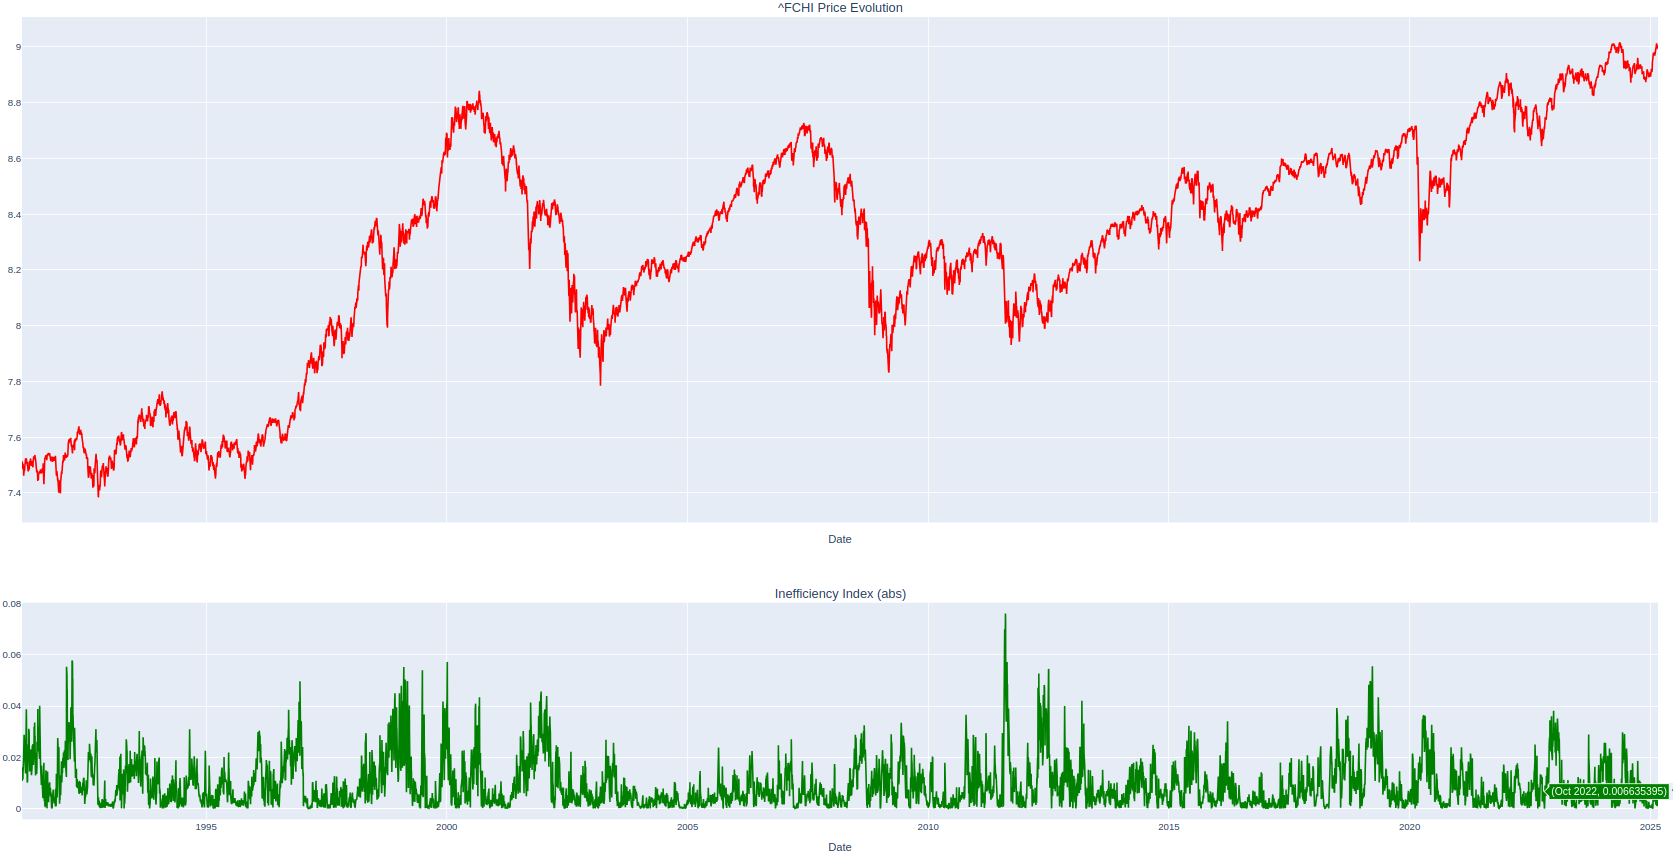 ^FCHI Price Evolution
9
8.8
8.6
8.4
8.2
8
7.8
7.6
7.4
Date
Inefficiency Index (abs)
0.08
0.06
0.04
0.02
0
(Oct 2022, 0.006635395)
1995 2000 2005 2010 2015 2020 2025
Date